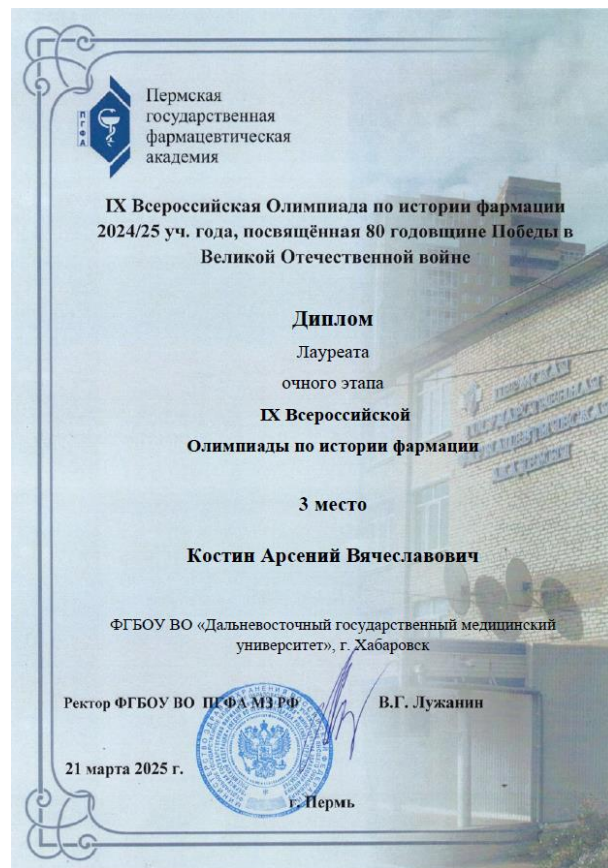 ПГФА
Пермская
государственная
фармацевтическая
академия
IX Всероссийская Олимпиада по истории фармации
2024/25 уч. года, посвящённая 80 годовщине Победы в
Великой Отечественной войне
Диплом
Лауреата
очного этапа
IX Всероссийской
Олимпиады по истории фармации
3 место
Костин Арсений Вячеславович
ФГБОУ ВО «Дальневосточный государственный медицинский
университет», г. Хабаровск
Ректор ФГБОУ ВО ПГФА МЗ РФ В.Г. Лужанин
21 марта 2025 г.
г. Пермь